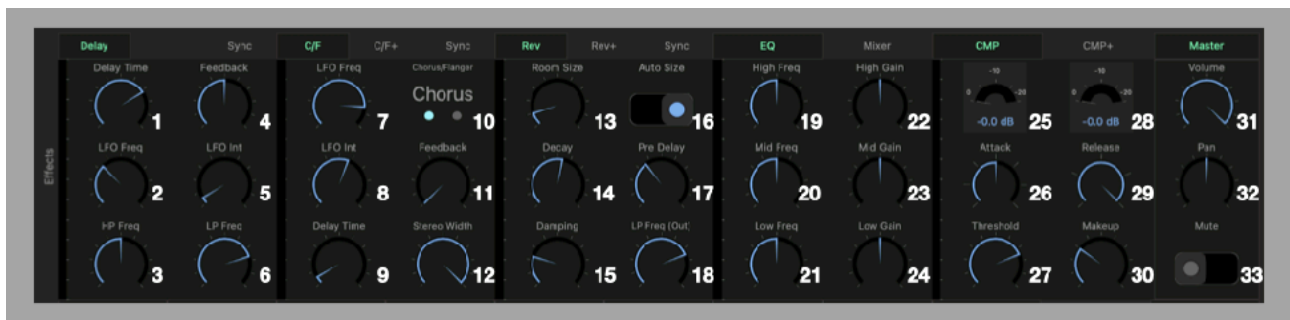 Delay Sync C/F C/F+ Sync Rev Rev+ Sync EQ Mixer CMP CMP+ Master
Delay Time Feedback LFO Freq Chorus/Flanger Room Size Auto Size High Freq High Gain -10 -10 Volume
Chorus 0 -20 0 -20
1 4 7 10 13 16 19 22 -0.0 dB 25 -0.0 dB 28 31
Effects
LFO Freq LFO Int LFO Int Feedback Decay Pre Delay Mid Freq Mid Gain Attack Release Pan
2 5 8 11 14 17 20 23 26 29 32
HP Freq LP Freq Delay Time Stereo Width Damping LP Freq (Out) Low Freq Low Gain Threshold Makeup Mute
3 6 9 12 15 18 21 24 27 30 33